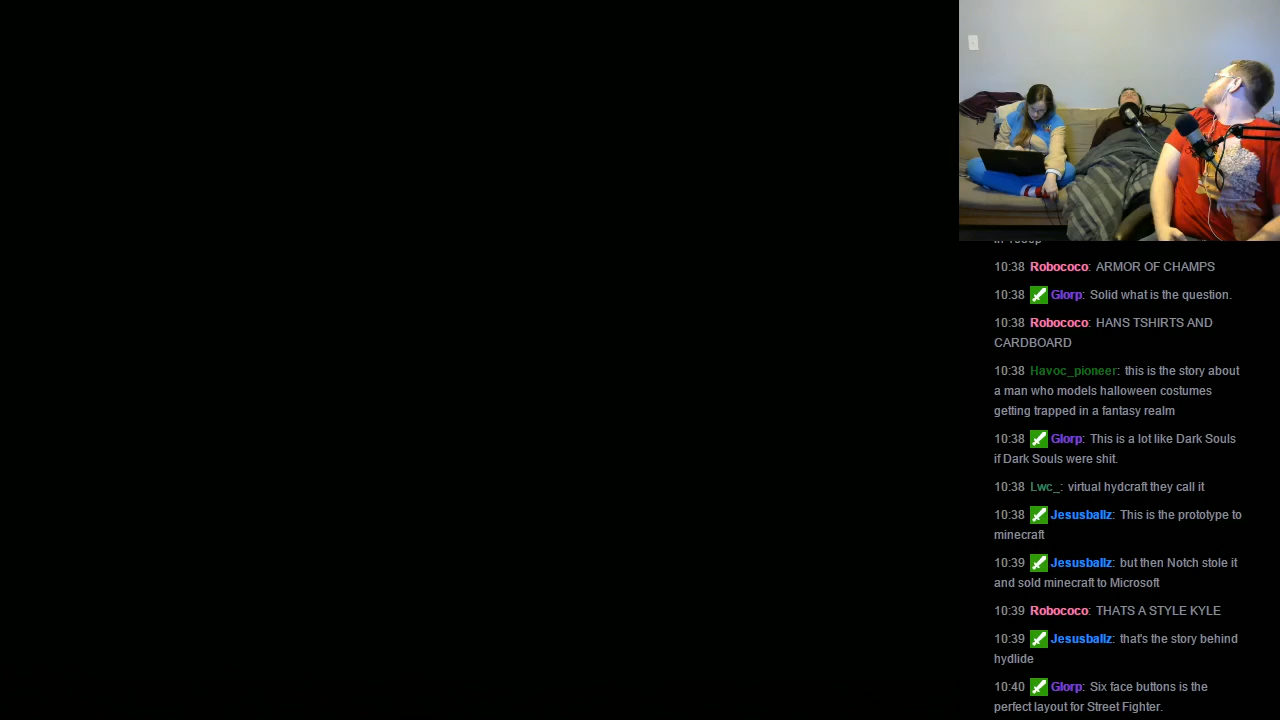 10:38 Robococo: ARMOR OF CHAMPS
10:38 Glorp: Solid what is the question.
10:38 Robococo: HANS TSHIRTS AND
CARDBOARD
10:38 Havoc_pioneer: this is the story about
a man who models halloween costumes
getting trapped in a fantasy realm
10:38 Glorp: This is a lot like Dark Souls
if Dark Souls were shit.
10:38 Lwc_: virtual hydcraft they call it
10:38 Jesusballz: This is the prototype to
minecraft
10:39 Jesusballz: but then Notch stole it
and sold minecraft to Microsoft
10:39 Robococo: THATS A STYLE KYLE
10:39 Jesusballz: that's the story behind
hydlide
10:40 Glorp: Six face buttons is the
perfect layout for Street Fighter.